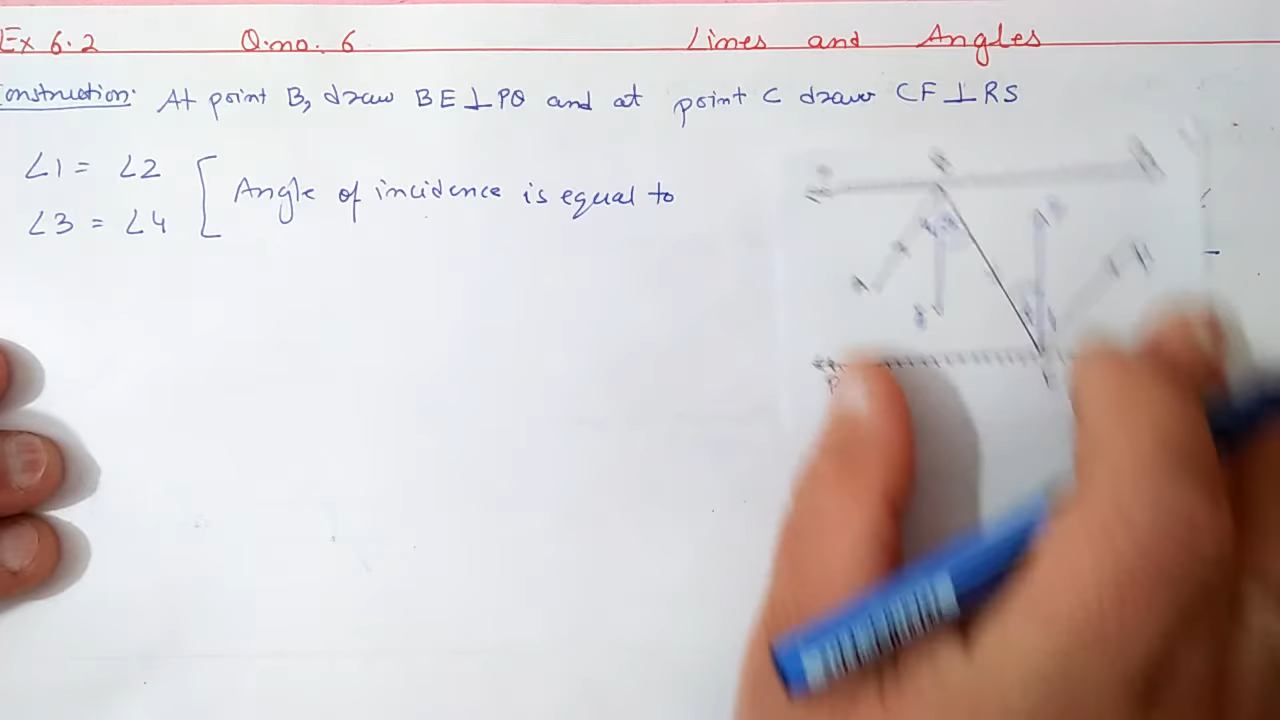 Ex 6.2 Q.no. 6 Lines and Angles
Construction: At point B, draw BE⊥PQ and at point C draw CF⊥RS
∠1 = ∠2 [ Angle of incidence is equal to
∠3 = ∠4